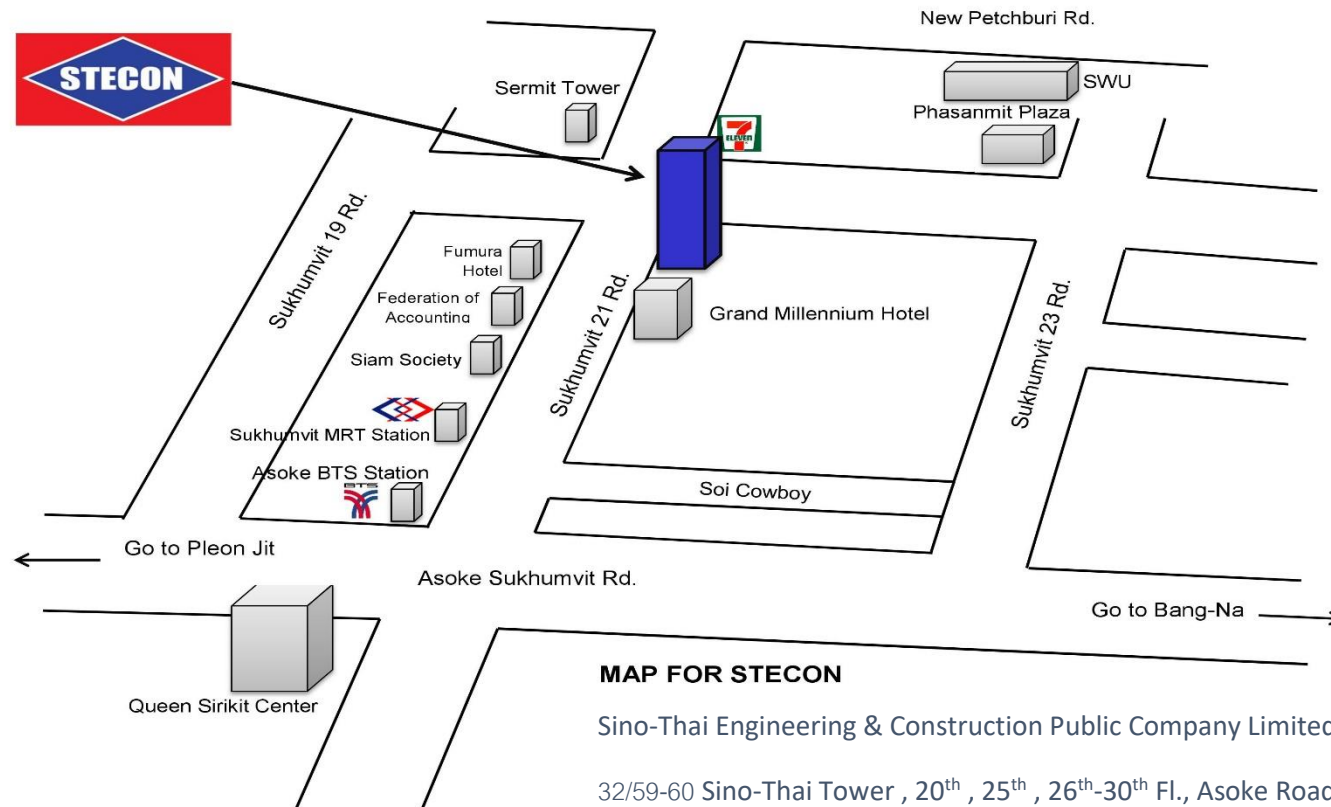 New Petchburi Rd.
STECON
SWU
Sermit Tower
Phasanmit Plaza
7
ELEVEN
Sukhumvit 19 Rd.
Fumura
Hotel
Federation of
Accounting
Sukhumvit 21 Rd.
Grand Millennium Hotel
Sukhumvit 23 Rd.
Siam Society
Sukhumvit MRT Station
Asoke BTS Station
BTS
Soi Cowboy
Go to Pleon Jit
Asoke Sukhumvit Rd.
Go to Bang-Na
Queen Sirikit Center
MAP FOR STECON
Sino-Thai Engineering & Construction Public Company Limited
32/59-60 Sino-Thai Tower , 20th , 25th , 26th-30th Fl., Asoke Road